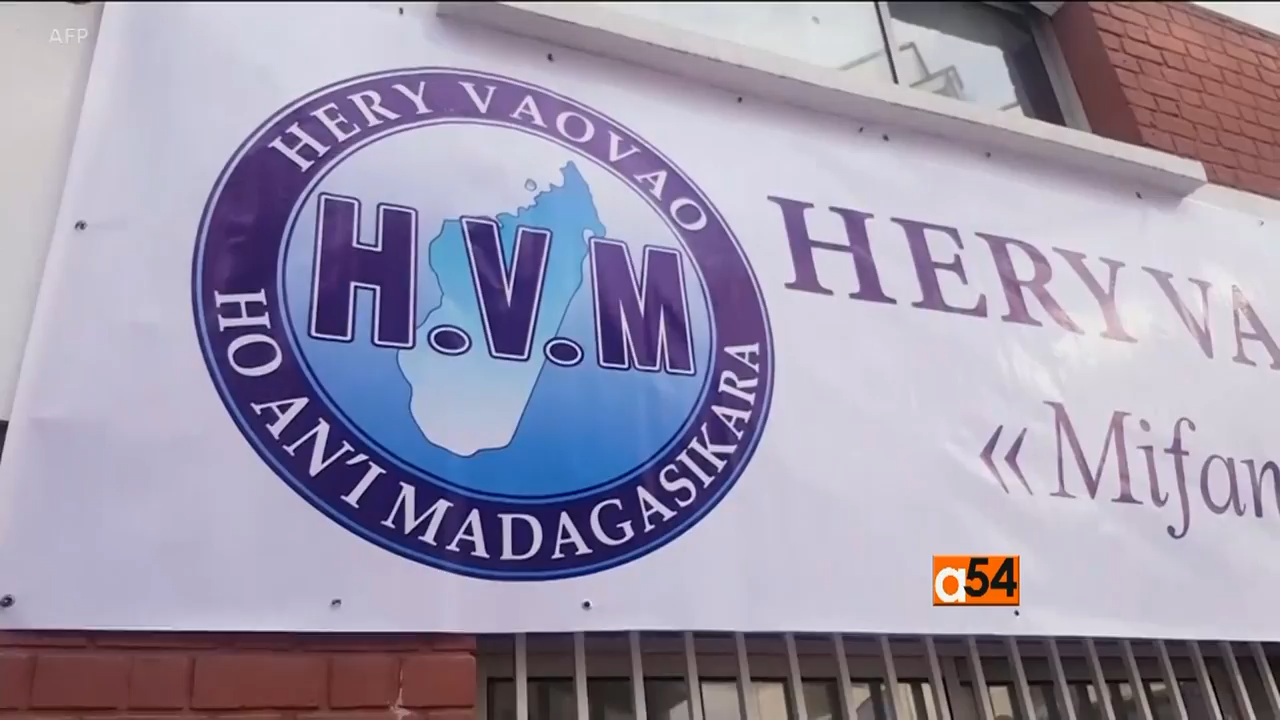 AFP
HERY VAOVAO
H.V.M
HO AN'I MADAGASIKARA
HERY VA
« Mifan
a54